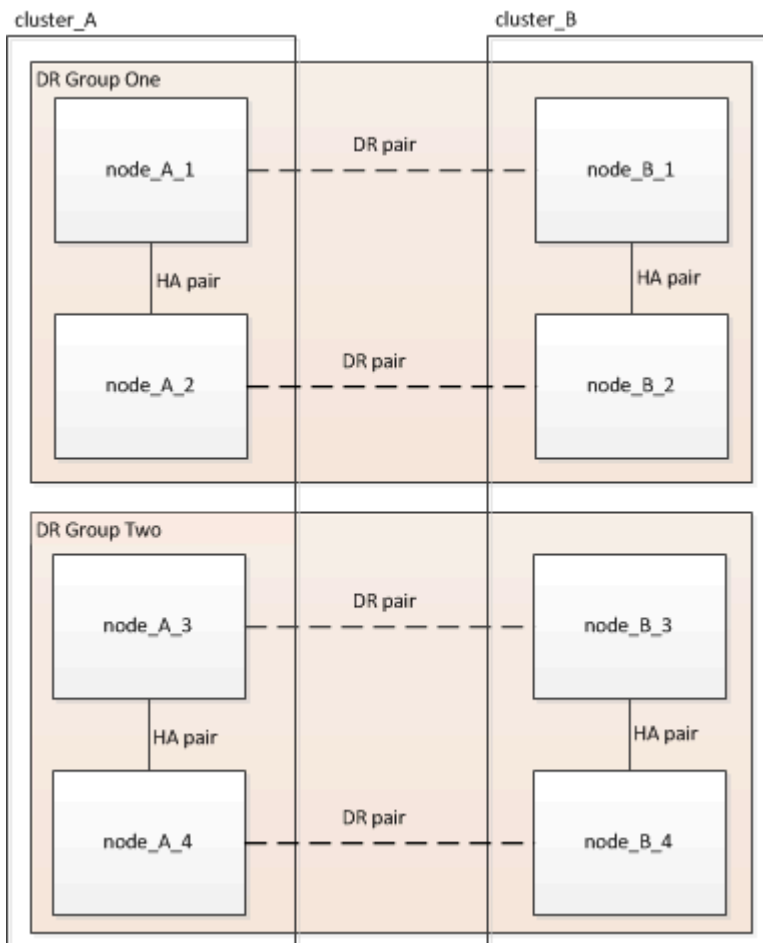 cluster_A
cluster_B
DR Group One
node_A_1
DR pair
node_B_1
HA pair
HA pair
node_A_2
DR pair
node_B_2
DR Group Two
node_A_3
DR pair
node_B_3
HA pair
HA pair
node_A_4
DR pair
node_B_4